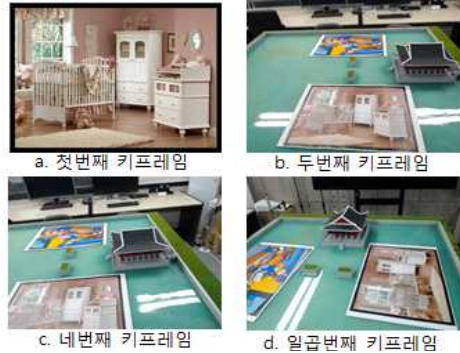 a. 첫번째 키프레임
b. 두번째 키프레임
c. 네번째 키프레임
d. 일곱번째 키프레임